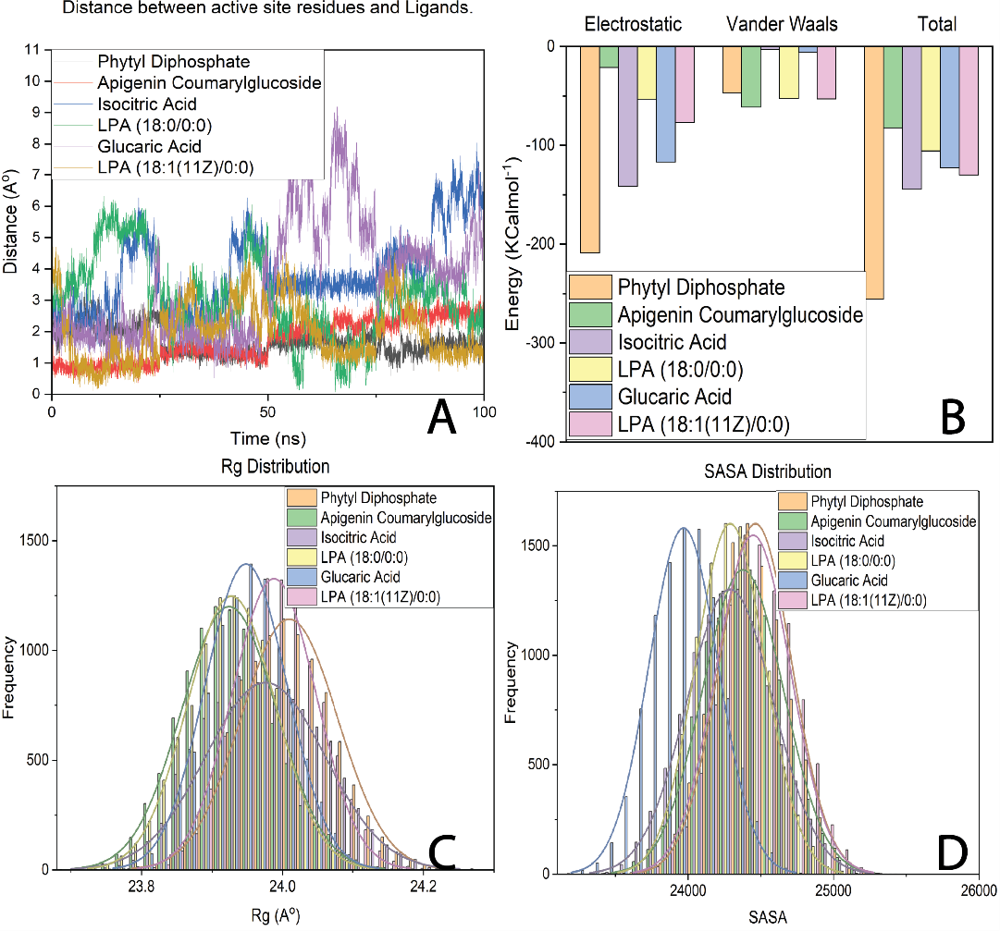 Distance between active site residues and Ligands.
11
10
9
8
7
6
5
4
3
2
1
0
Distance (Aº)
Phytyl Diphosphate
Apigenin Coumarylglucoside
Isocitric Acid
LPA (18:0/0:0)
Glucaric Acid
LPA (18:1(11Z)/0:0)
0
50
100
Time (ns)
A
Electrostatic
Vander Waals
Total
0
-100
-200
-300
-400
Energy (KCalmol-1)
Phytyl Diphosphate
Apigenin Coumarylglucoside
Isocitric Acid
LPA (18:0/0:0)
Glucaric Acid
LPA (18:1(11Z)/0:0)
B
Rg Distribution
1500
1000
500
0
Frequency
Phytyl Diphosphate
Apigenin Coumarylglucoside
Isocitric Acid
LPA (18:0/0:0)
Glucaric Acid
LPA (18:1(11Z)/0:0)
23.8
24.0
24.2
Rg (Aº)
C
SASA Distribution
1500
1000
500
0
Frequency
Phytyl Diphosphate
Apigenin Coumarylglucoside
Isocitric Acid
LPA (18:0/0:0)
Glucaric Acid
LPA (18:1(11Z)/0:0)
24000
25000
26000
SASA
D